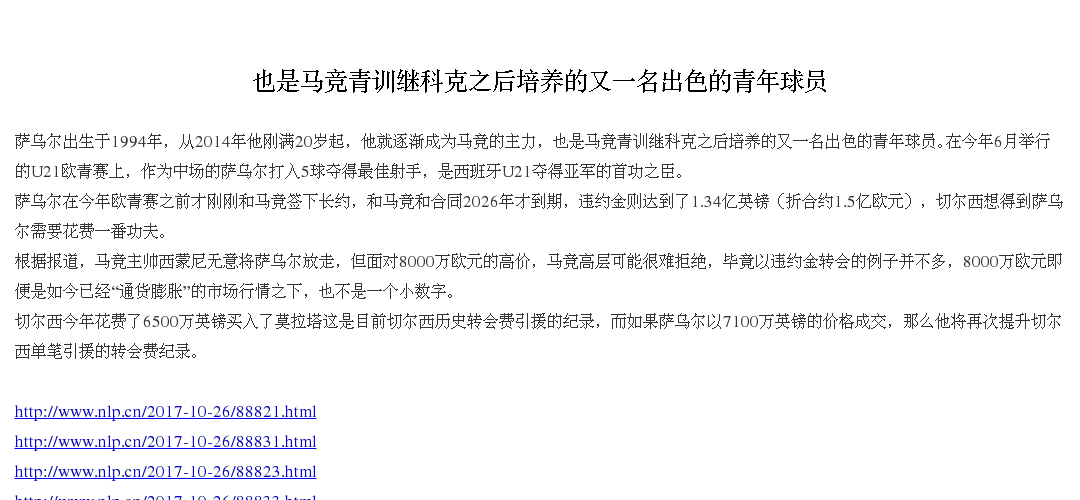 也是马竞青训继科克之后培养的又一名出色的青年球员
萨乌尔出生于1994年，从2014年他刚满20岁起，他就逐渐成为马竞的主力，也是马竞青训继科克之后培养的又一名出色的青年球员。在今年6月举行
的U21欧青赛上，作为中场的萨乌尔打入5球夺得最佳射手，是西班牙U21夺得亚军的首功之臣。
萨乌尔在今年欧青赛之前才刚刚和马竞签下长约，和马竞和合同2026年才到期，违约金则达到了1.34亿英镑（折合约1.5亿欧元），切尔西想得到萨乌
尔需要花费一番功夫。
根据报道，马竞主帅西蒙尼无意将萨乌尔放走，但面对8000万欧元的高价，马竞高层可能很难拒绝，毕竟以违约金转会的例子并不多，8000万欧元即
便是如今已经“通货膨胀”的市场行情之下，也不是一个小数字。
切尔西今年花费了6500万英镑买入了莫拉塔这是目前切尔西历史转会费引援的纪录，而如果萨乌尔以7100万英镑的价格成交，那么他将再次提升切尔
西单笔引援的转会费纪录。
http://www.nlp.cn/2017-10-26/88821.html
http://www.nlp.cn/2017-10-26/88831.html
http://www.nlp.cn/2017-10-26/88823.html
http://www.nlp.cn/2017-10-26/88833.html